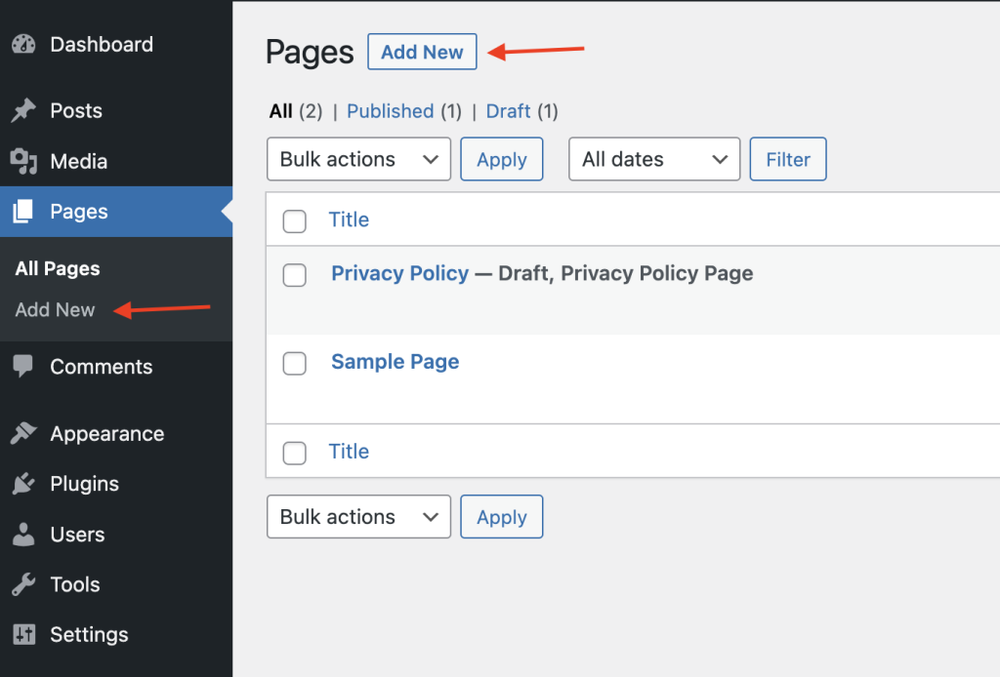 Dashboard
Posts
Media
Pages
All Pages
Add New
Comments
Appearance
Plugins
Users
Tools
Settings
Pages Add New
All (2) | Published (1) | Draft (1)
Bulk actions Apply All dates Filter
Title
Privacy Policy — Draft, Privacy Policy Page
Sample Page
Title
Bulk actions Apply